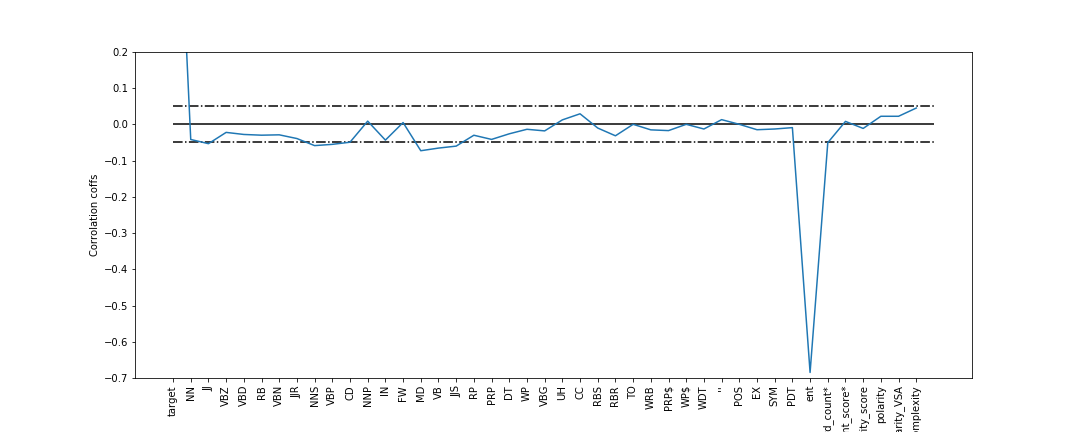 0.2
0.1
0.0
−0.1
−0.2
−0.3
−0.4
−0.5
−0.6
−0.7
Corrolation coffs
target
NN
JJ
VBZ
VBD
RB
VBN
JJR
NNS
VBP
CD
NNP
IN
FW
MD
VB
JJS
RP
PRP
DT
WP
VBG
UH
CC
RBS
RBR
TO
WRB
PRP$
WP$
WDT
''
POS
EX
SYM
PDT
ent
d_count*
nt_score*
ity_score
polarity
arity_VSA
omplexity